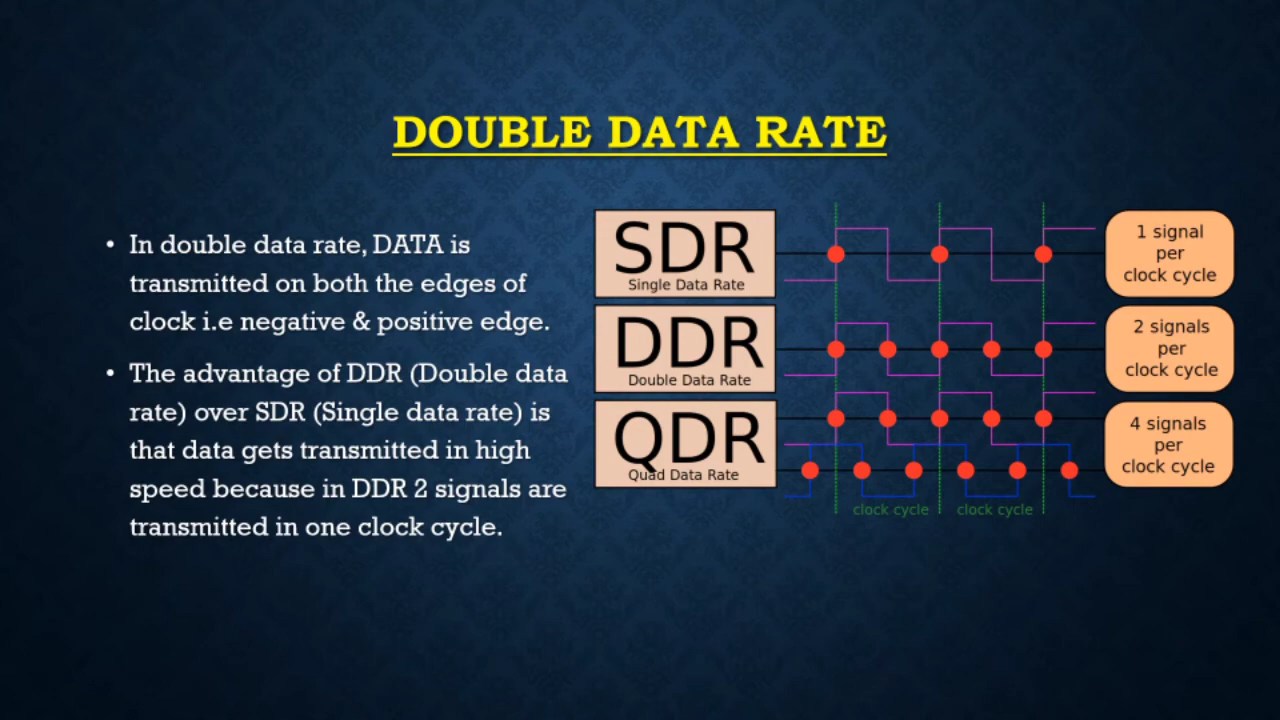 DOUBLE DATA RATE
• In double data rate, DATA is
transmitted on both the edges of
clock i.e negative & positive edge.
• The advantage of DDR (Double data
rate) over SDR (Single data rate) is
that data gets transmitted in high
speed because in DDR 2 signals are
transmitted in one clock cycle.
SDR
Single Data Rate
1 signal
per
clock cycle
DDR
Double Data Rate
2 signals
per
clock cycle
QDR
Quad Data Rate
4 signals
per
clock cycle
clock cycle clock cycle